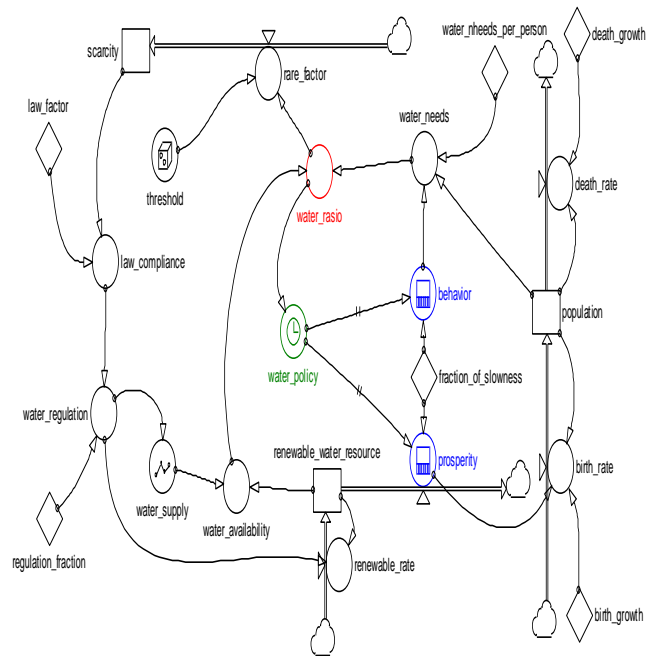 water_nheeds_per_person
death_growth
scarcity
rare_factor
law_factor
water_needs
threshold
death_rate
water_rasio
law_compliance
behavior
population
water_policy
fraction_of_slowness
water_regulation
renewable_water_resource
prosperity
birth_rate
water_supply
water_availability
regulation_fraction
renewable_rate
birth_growth